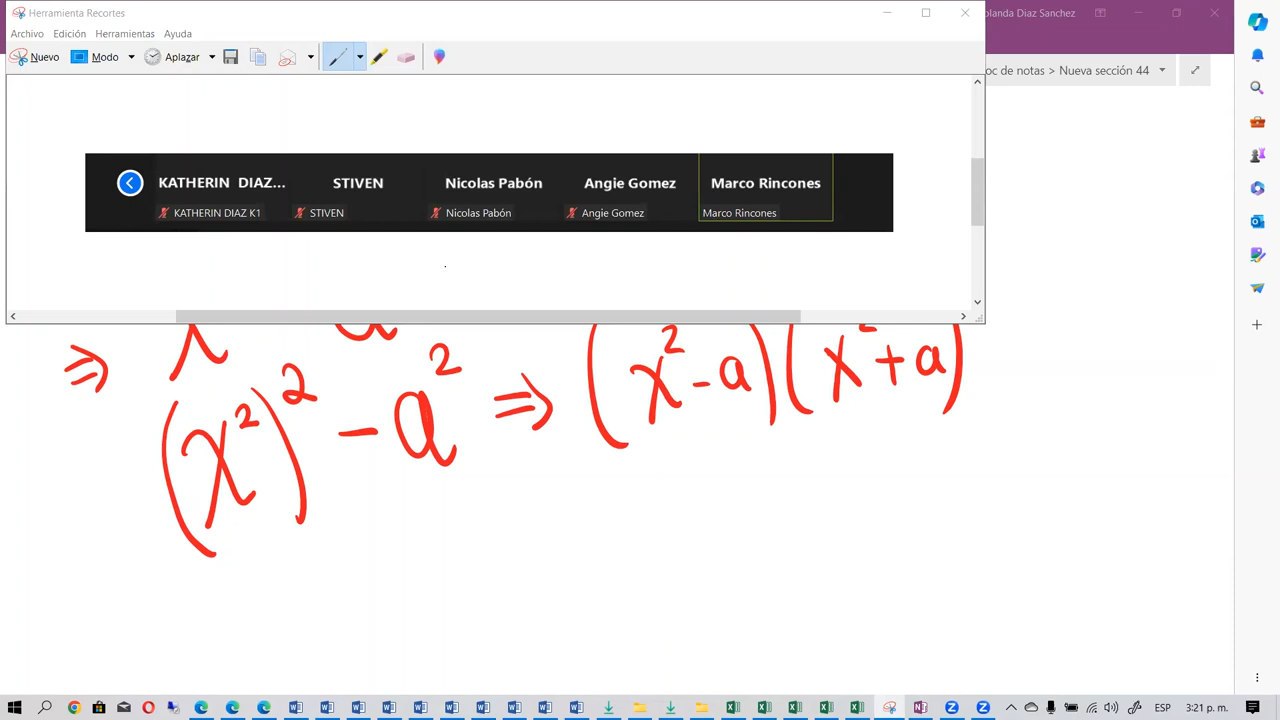 Herramienta Recortes
olanda Diaz Sanchez
Archivo Edición Herramientas Ayuda
Nuevo Modo Aplazar
oc de notas > Nueva sección 44
KATHERIN DIAZ... STIVEN Nicolas Pabón Angie Gomez Marco Rincones
KATHERIN DIAZ K1 STIVEN Nicolas Pabón Angie Gomez Marco Rincones
⇒ (x²)² - a² ⇒ (x² - a)(x² + a)
ESP 3:21 p. m.